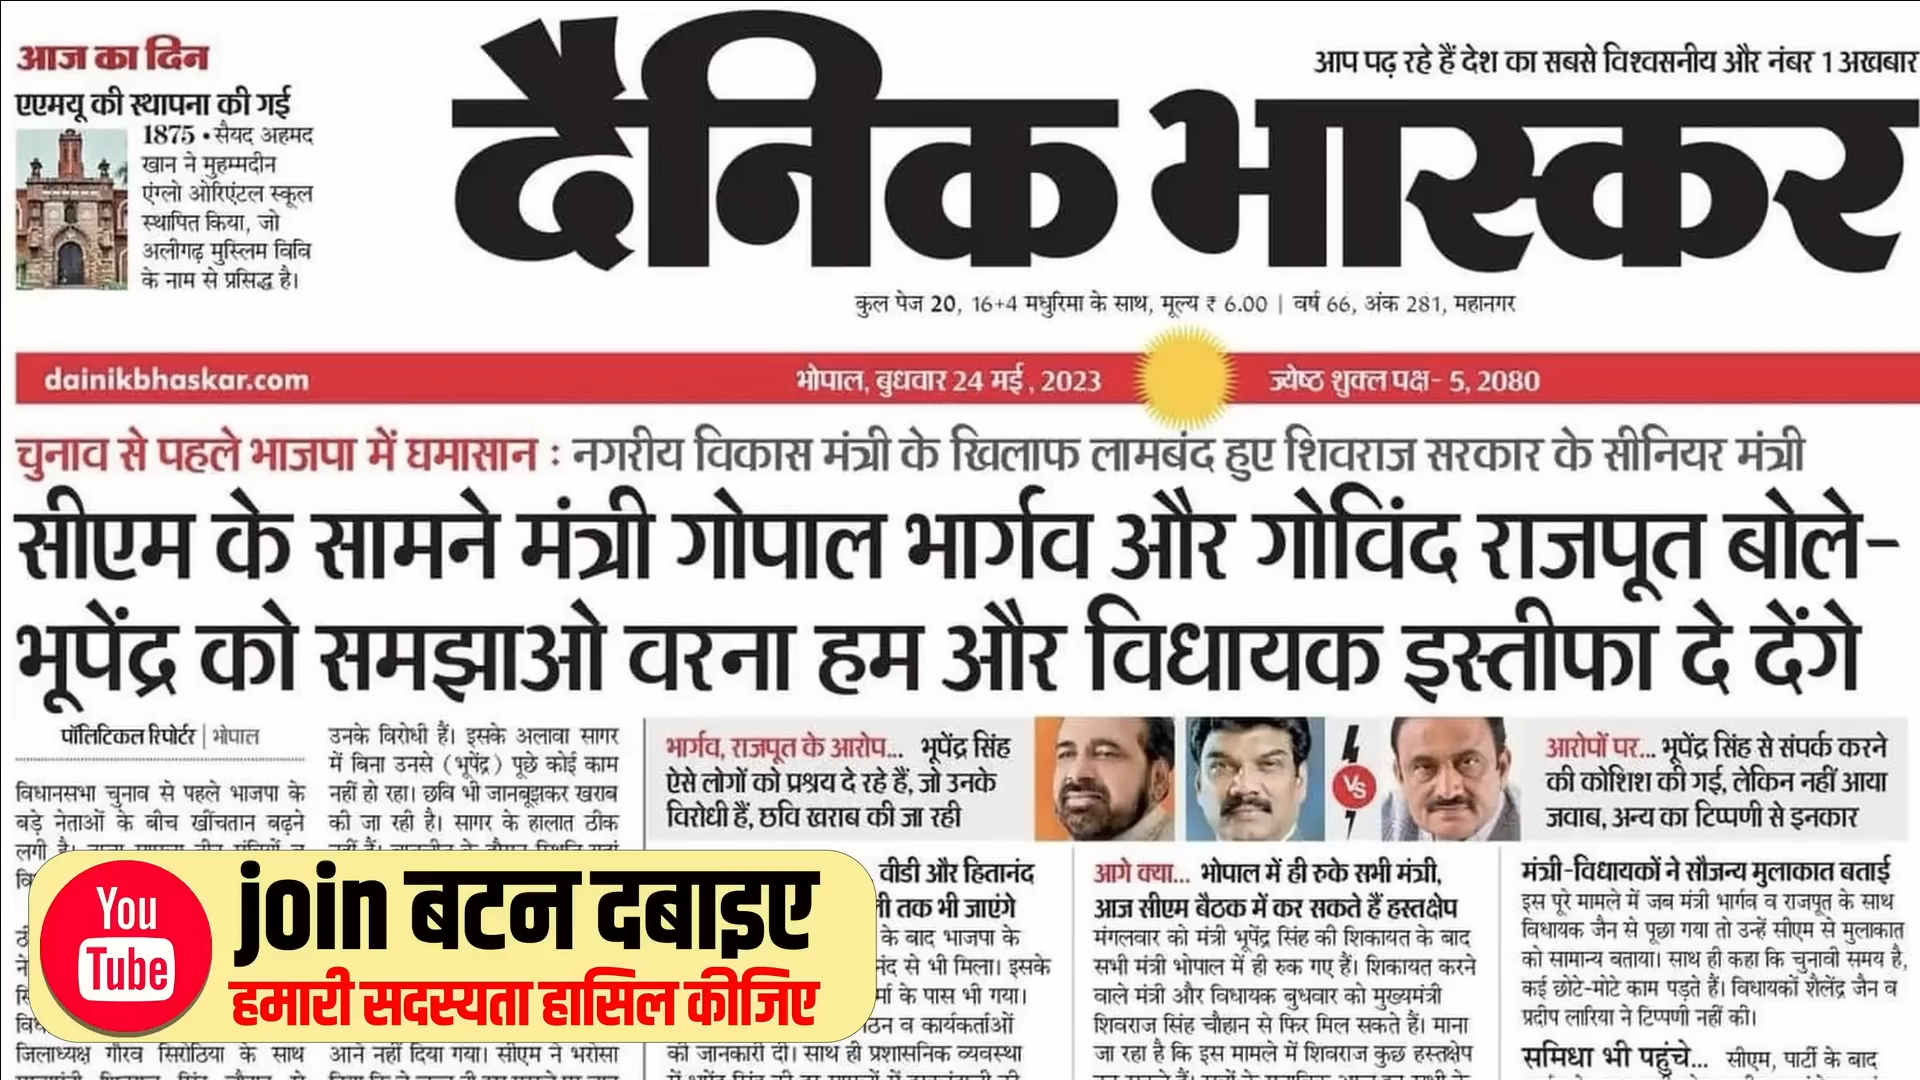 आज का दिन
एएमयू की स्थापना की गई
1875 • सैयद अहमद
खान ने मुहम्मदीन
एंग्लो ओरिएंटल स्कूल
स्थापित किया, जो
अलीगढ़ मुस्लिम विवि
के नाम से प्रसिद्ध है।
आप पढ़ रहे हैं देश का सबसे विश्वसनीय और नंबर 1 अखबार
दैनिक भास्कर
कुल पेज 20, 16+4 मधुरिमा के साथ, मूल्य ₹ 6.00 | वर्ष 66, अंक 281, महानगर
dainikbhaskar.com
भोपाल, बुधवार 24 मई, 2023
ज्येष्ठ शुक्ल पक्ष- 5, 2080
चुनाव से पहले भाजपा में घमासान : नगरीय विकास मंत्री के खिलाफ लामबंद हुए शिवराज सरकार के सीनियर मंत्री
सीएम के सामने मंत्री गोपाल भार्गव और गोविंद राजपूत बोले-
भूपेंद्र को समझाओ वरना हम और विधायक इस्तीफा दे देंगे
पॉलिटिकल रिपोर्टर | भोपाल
विधानसभा चुनाव से पहले भाजपा के
बड़े नेताओं के बीच खींचतान बढ़ने
लगी है।
जिलाध्यक्ष गौरव सिरोठिया के साथ
उनके विरोधी हैं। इसके अलावा सागर
में बिना उनसे (भूपेंद्र) पूछे कोई काम
नहीं हो रहा। छवि भी जानबूझकर खराब
की जा रही है। सागर के हालात ठीक
आने नहीं दिया गया। सीएम ने भरोसा
भार्गव, राजपूत के आरोप... भूपेंद्र सिंह
ऐसे लोगों को प्रश्रय दे रहे हैं, जो उनके
विरोधी हैं, छवि खराब की जा रही
VS
आरोपों पर... भूपेंद्र सिंह से संपर्क करने
की कोशिश की गई, लेकिन नहीं आया
जवाब, अन्य का टिप्पणी से इनकार
वीडी और हितानंद
तक भी जाएंगे
के बाद भाजपा के
से भी मिला। इसके
के पास भी गया।
व कार्यकर्ताओं
की जानकारी दी। साथ ही प्रशासनिक व्यवस्था
आगे क्या... भोपाल में ही रुके सभी मंत्री,
आज सीएम बैठक में कर सकते हैं हस्तक्षेप
मंगलवार को मंत्री भूपेंद्र सिंह की शिकायत के बाद
सभी मंत्री भोपाल में ही रुक गए हैं। शिकायत करने
वाले मंत्री और विधायक बुधवार को मुख्यमंत्री
शिवराज सिंह चौहान से फिर मिल सकते हैं। माना
जा रहा है कि इस मामले में शिवराज कुछ हस्तक्षेप
मंत्री-विधायकों ने सौजन्य मुलाकात बताई
इस पूरे मामले में जब मंत्री भार्गव व राजपूत के साथ
विधायक जैन से पूछा गया तो उन्हें सीएम से मुलाकात
को सामान्य बताया। साथ ही कहा कि चुनावी समय है,
कई छोटे-मोटे काम पड़ते हैं। विधायकों शैलेंद्र जैन व
प्रदीप लारिया ने टिप्पणी नहीं की।
समिधा भी पहुंचे... सीएम, पार्टी के बाद
You
Tube
join बटन दबाइए
हमारी सदस्यता हासिल कीजिए